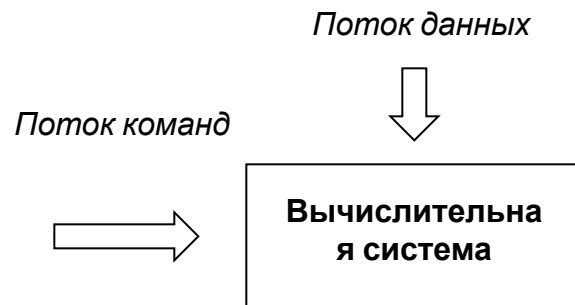 Поток данных
Поток команд
Вычислительна
я система